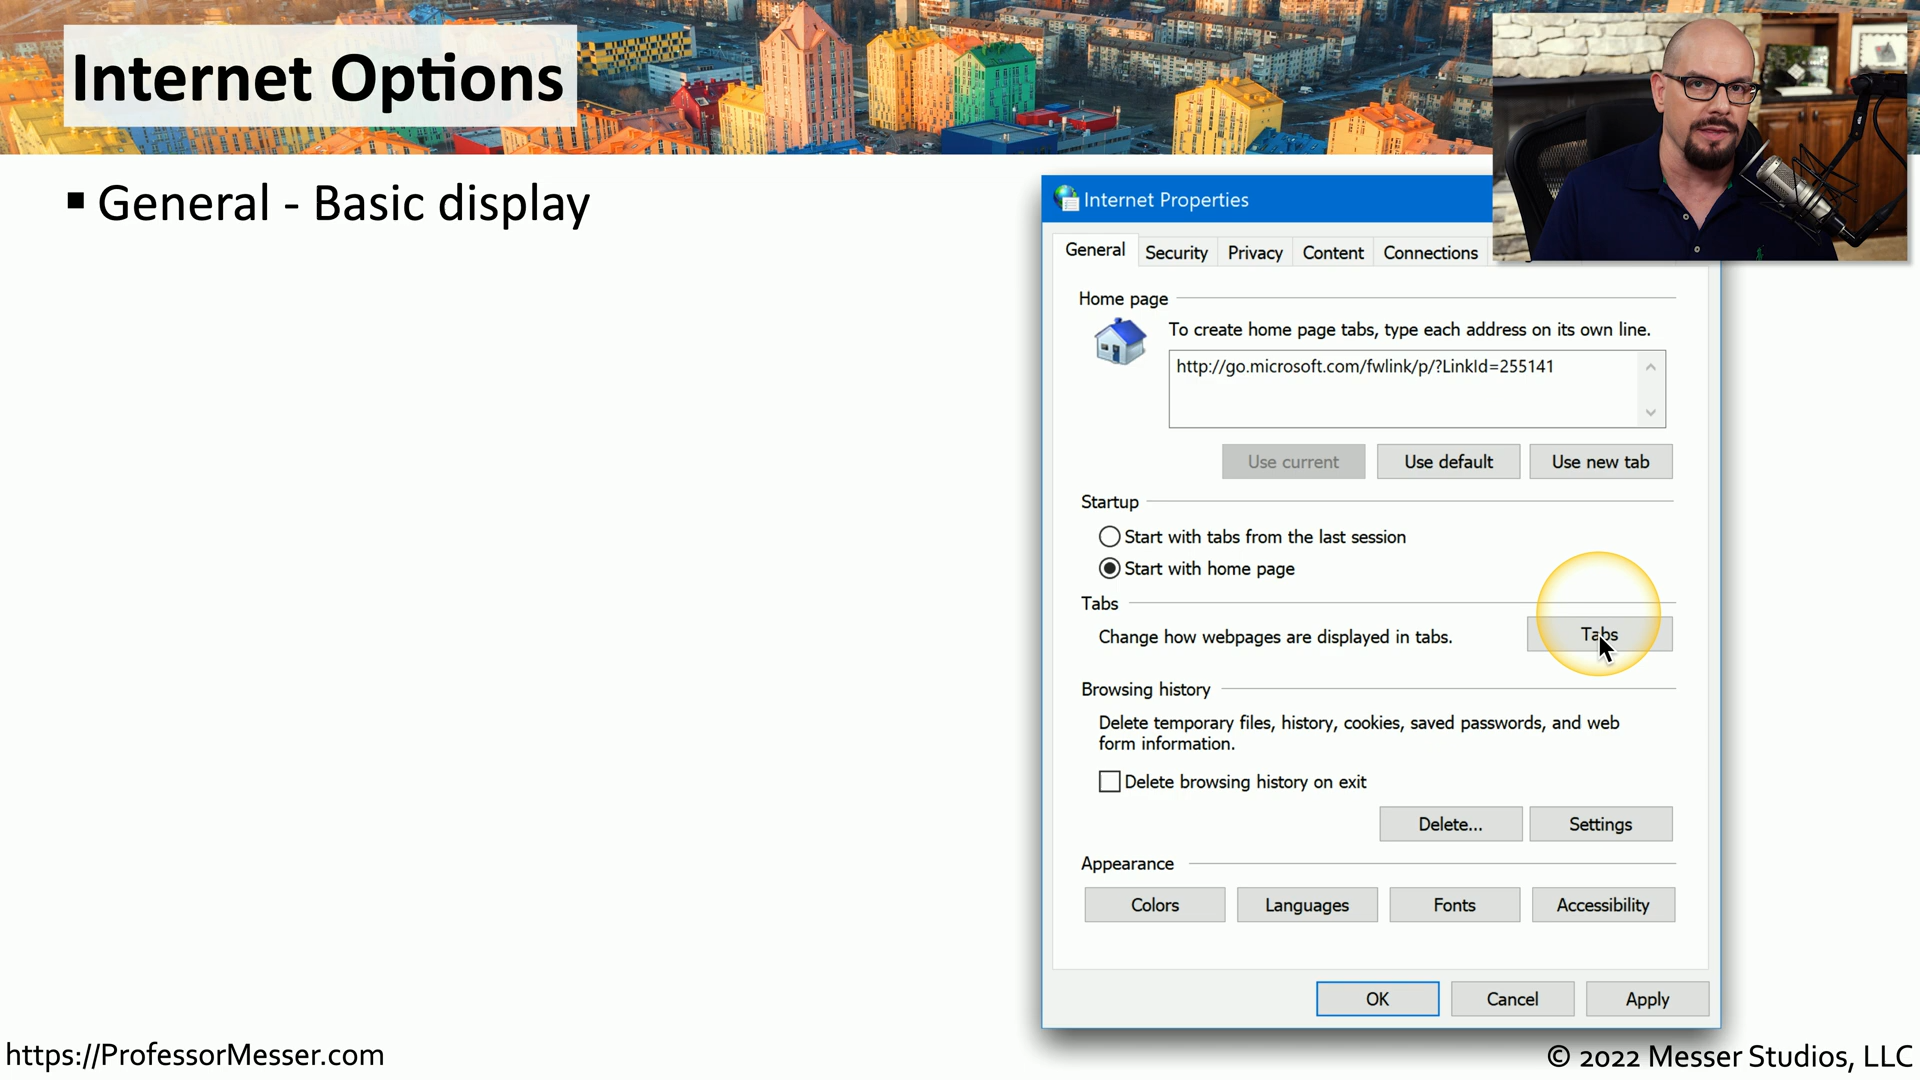 Internet Options
▪ General - Basic display
Internet Properties
General Security Privacy Content Connections
Home page
To create home page tabs, type each address on its own line.
http://go.microsoft.com/fwlink/p/?LinkId=255141
Use current Use default Use new tab
Startup
Start with tabs from the last session
Start with home page
Tabs
Change how webpages are displayed in tabs.
Tabs
Browsing history
Delete temporary files, history, cookies, saved passwords, and web
form information.
Delete browsing history on exit
Delete... Settings
Appearance
Colors Languages Fonts Accessibility
OK Cancel Apply
https://ProfessorMesser.com
© 2022 Messer Studios, LLC